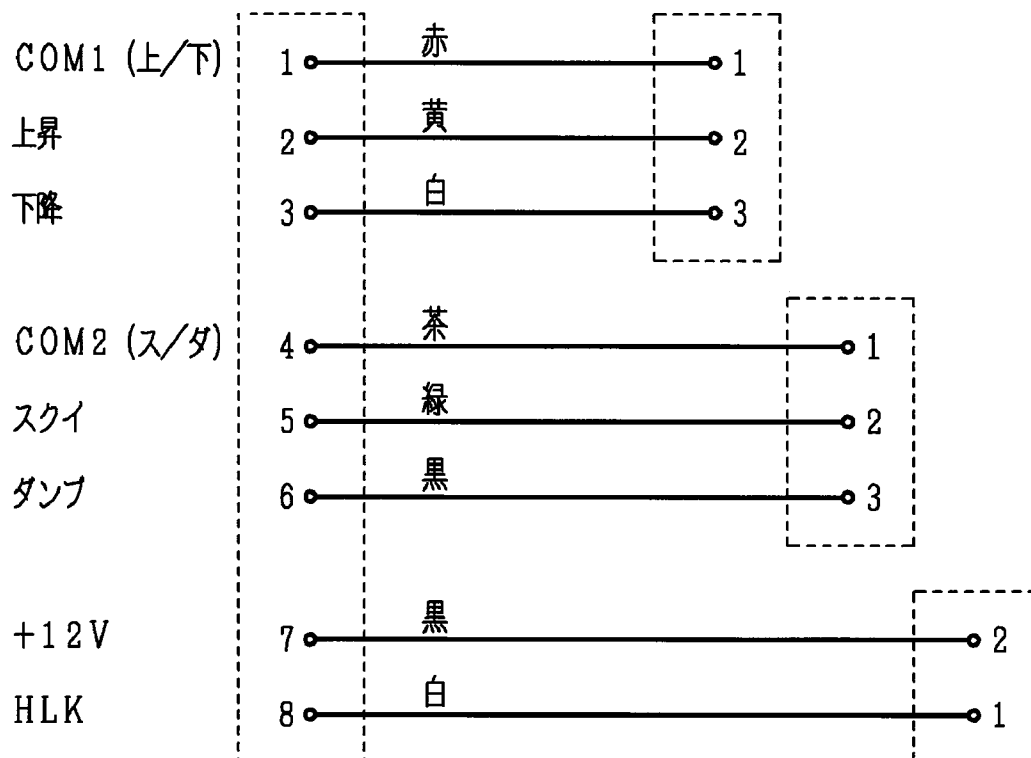 赤
COM1 (上/下) 1 1
黄
上昇 2 2
白
下降 3 3
茶
COM2 (ス/ダ) 4 1
緑
スクイ 5 2
黒
ダンプ 6 3
黒
+12V 7 2
白
HLK 8 1